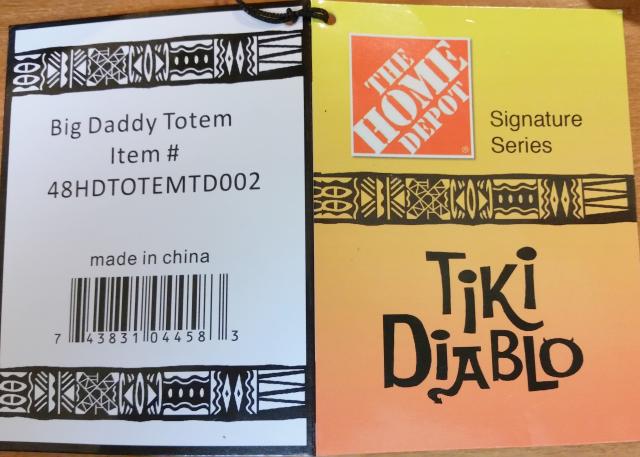 Big Daddy Totem
Item #
48HDTOTEMTD002
made in china
7 43831 04458 3
THE
HOME
DEPOT
®
Signature
Series
TiKi
DiABLO